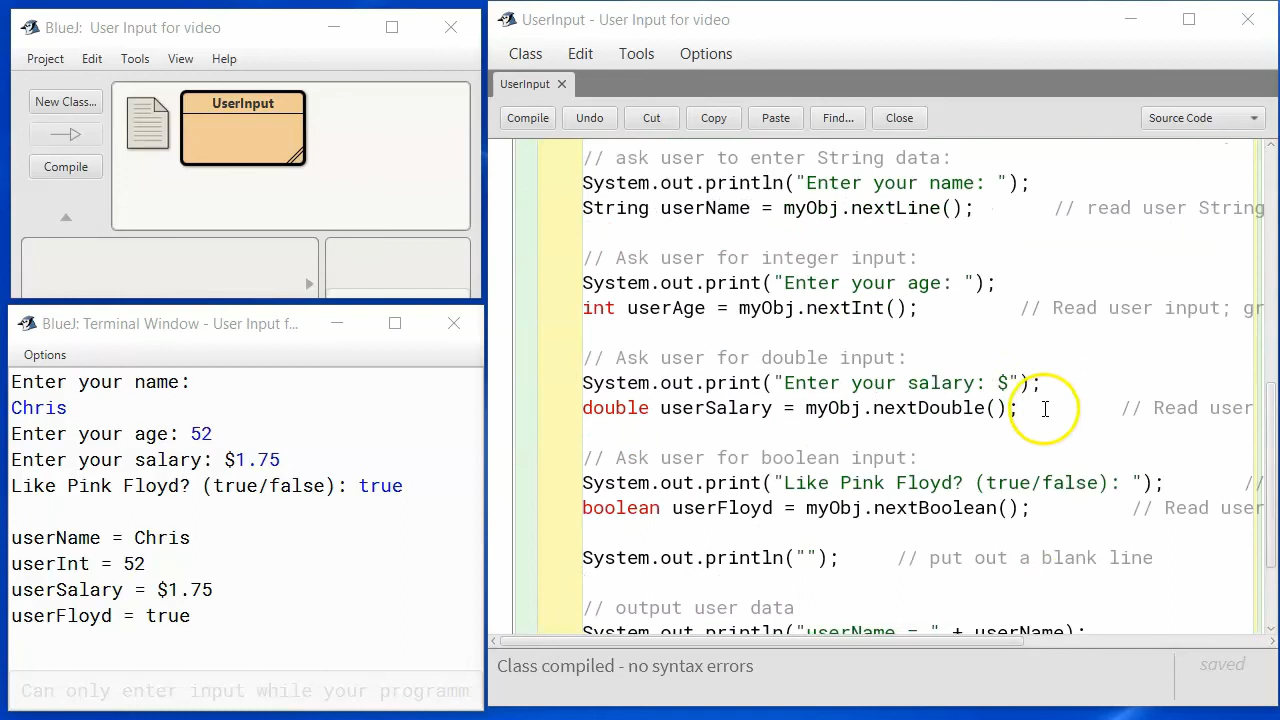 BlueJ: User Input for video
Project Edit Tools View Help
New Class...
Compile
UserInput
BlueJ: Terminal Window - User Input f...
Options
Enter your name:
Chris
Enter your age: 52
Enter your salary: $1.75
Like Pink Floyd? (true/false): true
userName = Chris
userInt = 52
userSalary = $1.75
userFloyd = true
Can only enter input while your programm
UserInput - User Input for video
Class Edit Tools Options
UserInput
Compile Undo Cut Copy Paste Find... Close Source Code
// ask user to enter String data:
System.out.println("Enter your name: ");
String userName = myObj.nextLine(); // read user String
// Ask user for integer input:
System.out.print("Enter your age: ");
int userAge = myObj.nextInt(); // Read user input; gr
// Ask user for double input:
System.out.print("Enter your salary: $");
double userSalary = myObj.nextDouble(); // Read user
// Ask user for boolean input:
System.out.print("Like Pink Floyd? (true/false): "); //
boolean userFloyd = myObj.nextBoolean(); // Read user
System.out.println(""); // put out a blank line
// output user data
System.out.println("userName = " + userName);
Class compiled - no syntax errors
saved